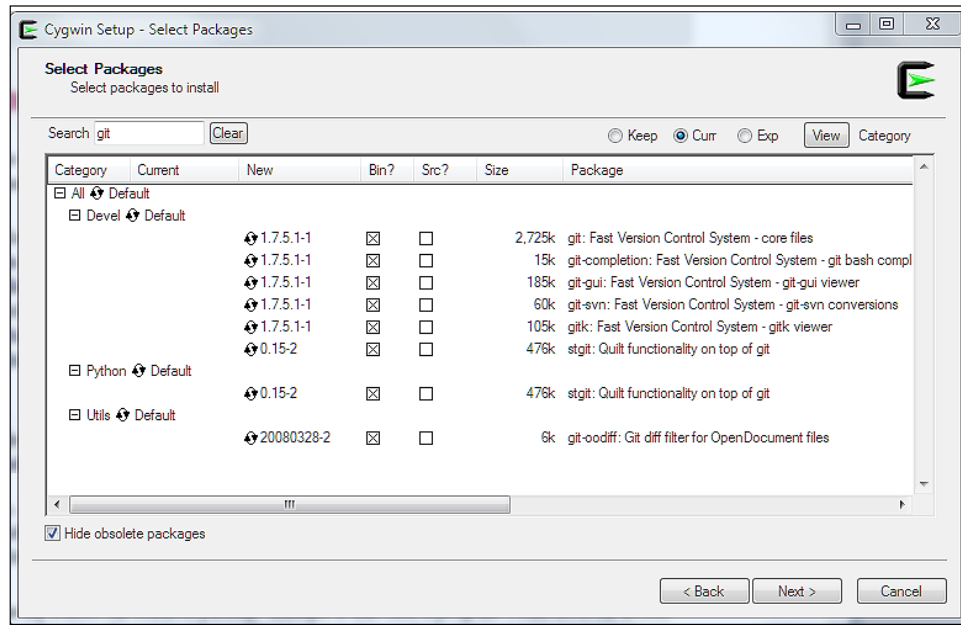 Cygwin Setup - Select Packages
Select Packages
Select packages to install
Search git Clear Keep Curr Exp View Category
Category Current New Bin? Src? Size Package
All Default
Devel Default
1.7.5.1-1 2,725k git: Fast Version Control System - core files
1.7.5.1-1 15k git-completion: Fast Version Control System - git bash compl
1.7.5.1-1 185k git-gui: Fast Version Control System - git-gui viewer
1.7.5.1-1 60k git-svn: Fast Version Control System - git-svn conversions
1.7.5.1-1 105k gitk: Fast Version Control System - gitk viewer
0.15-2 476k stgit: Quilt functionality on top of git
Python Default
0.15-2 476k stgit: Quilt functionality on top of git
Utils Default
20080328-2 6k git-oodiff: Git diff filter for OpenDocument files
Hide obsolete packages
< Back Next > Cancel